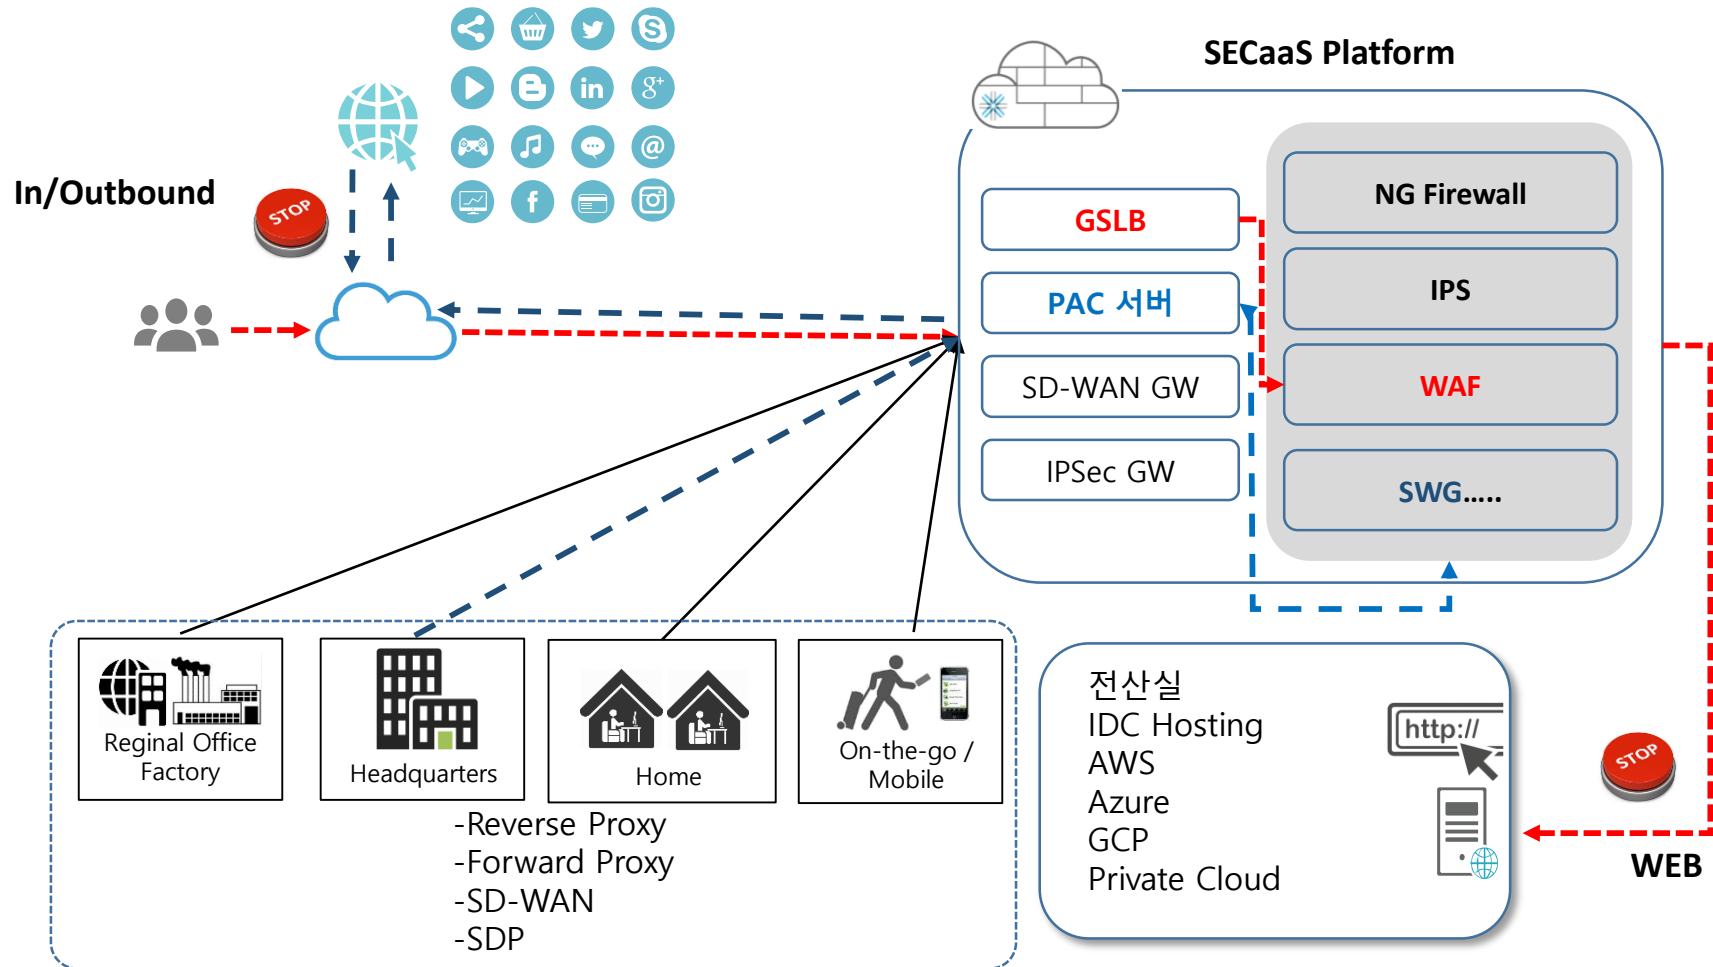 SECaaS Platform
In/Outbound
STOP
GSLB
PAC 서버
SD-WAN GW
IPSec GW
NG Firewall
IPS
WAF
SWG.....
Reginal Office
Factory
Headquarters
Home
On-the-go /
Mobile
-Reverse Proxy
-Forward Proxy
-SD-WAN
-SDP
전산실
IDC Hosting
AWS
Azure
GCP
Private Cloud
http://
STOP
WEB